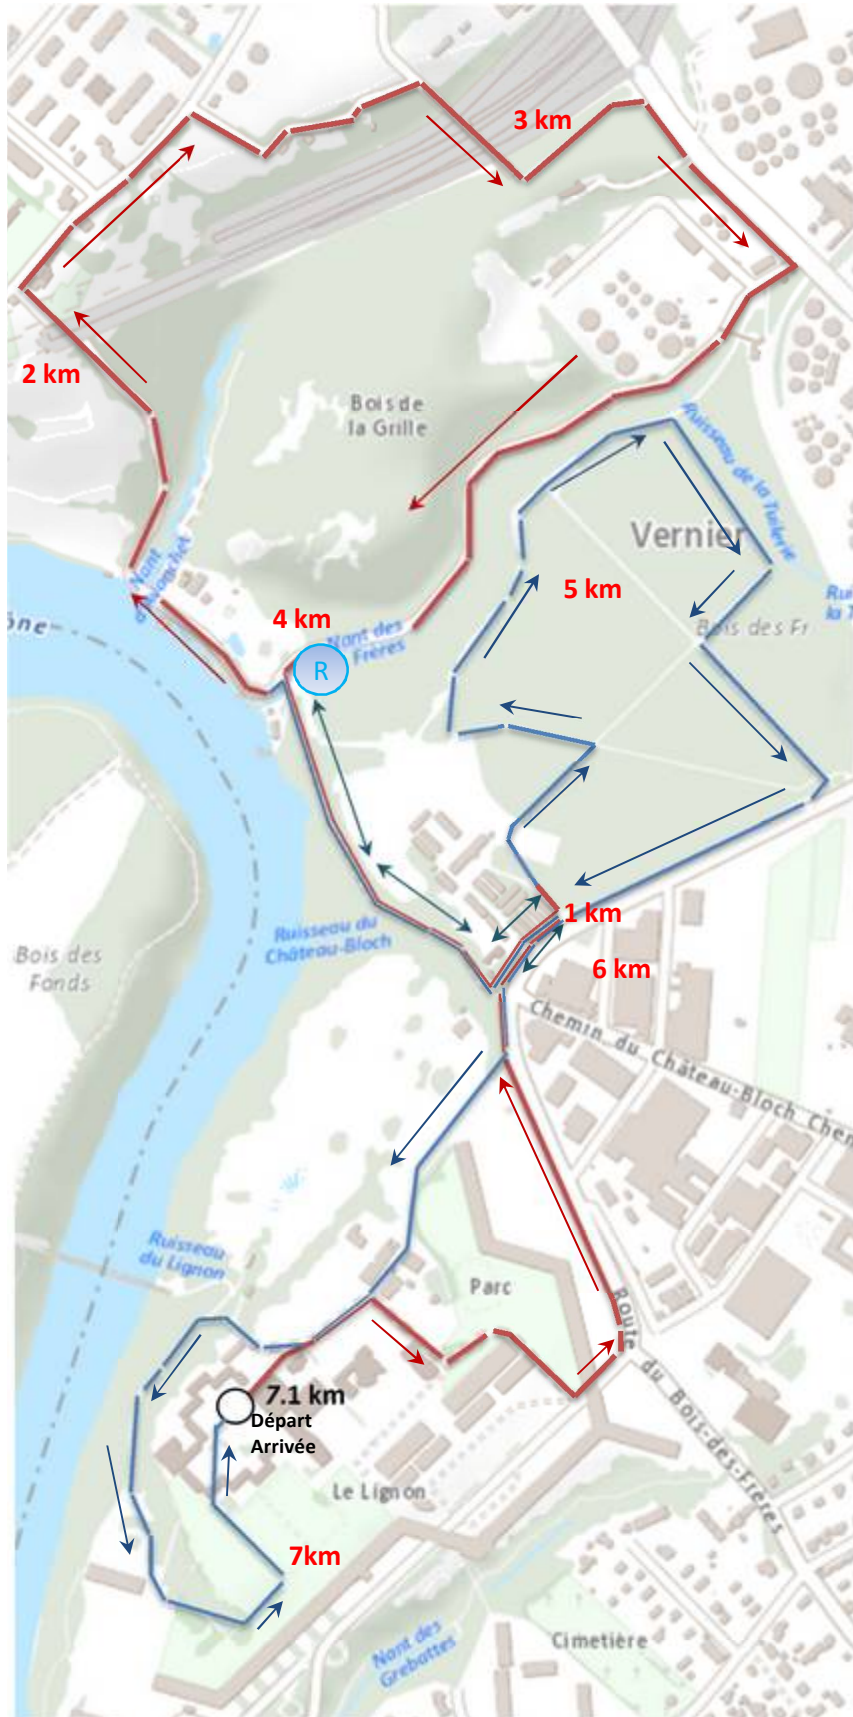 3 km
2 km
Bois de
la Grille
Ruisseau de la Tuilerie
Vernier
Nant
5 km
4 km
Nant des
Frères
R
Bois des Fr
ône
1 km
Ruisseau du
Château-Bloch
6 km
Bois des
Fonds
Chemin du Château-Bloch Chem
Ruisseau
du Lignon
Parc
Route du Bois-des-Frères
7.1 km
Départ
Arrivée
Le Lignon
7km
Nant des
Grebattes
Cimetière